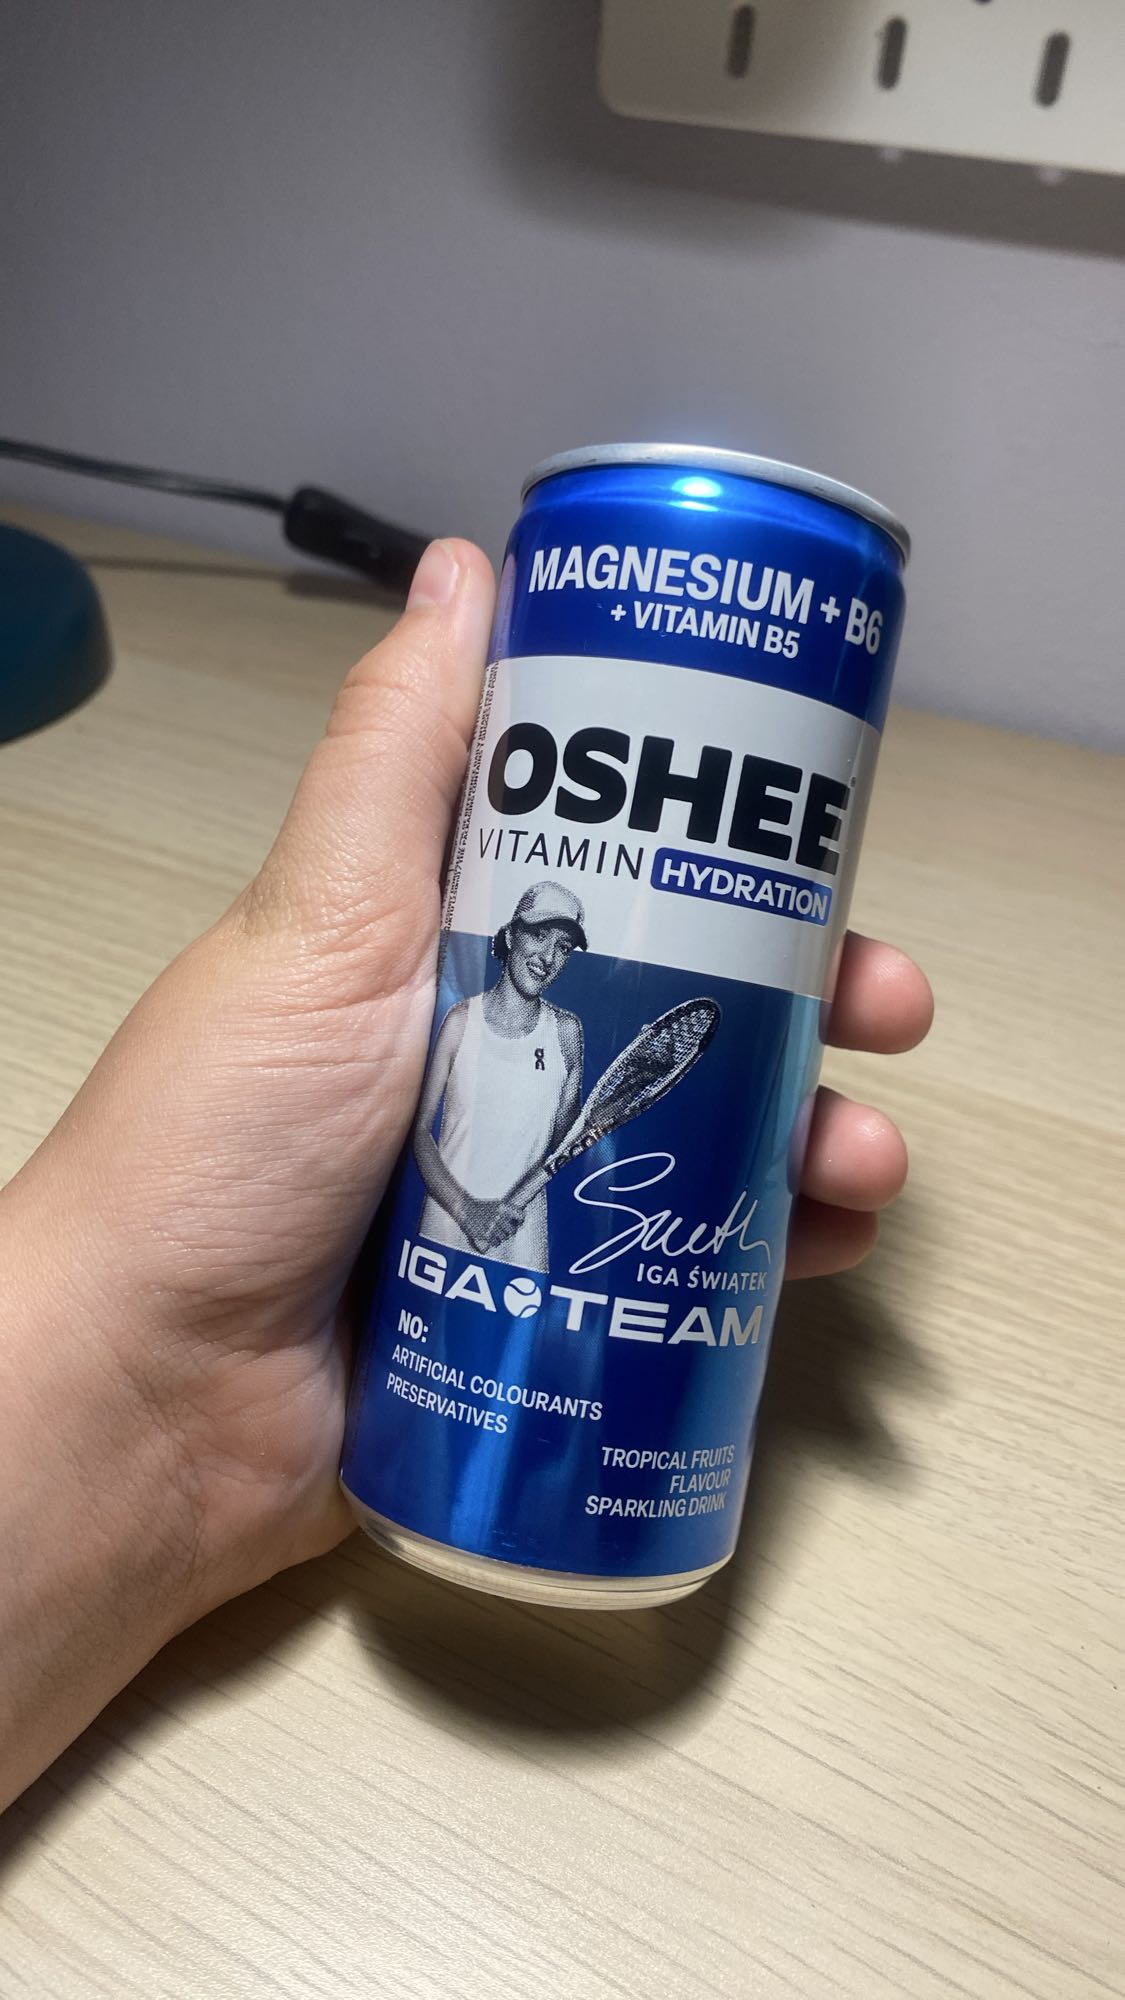 MAGNESIUM + B6
+ VITAMIN B5
OSHEE
VITAMIN HYDRATION
IGA ŚWIĄTEK
IGA TEAM
NO:
ARTIFICIAL COLOURANTS
PRESERVATIVES
TROPICAL FRUITS
FLAVOUR
SPARKLING DRINK